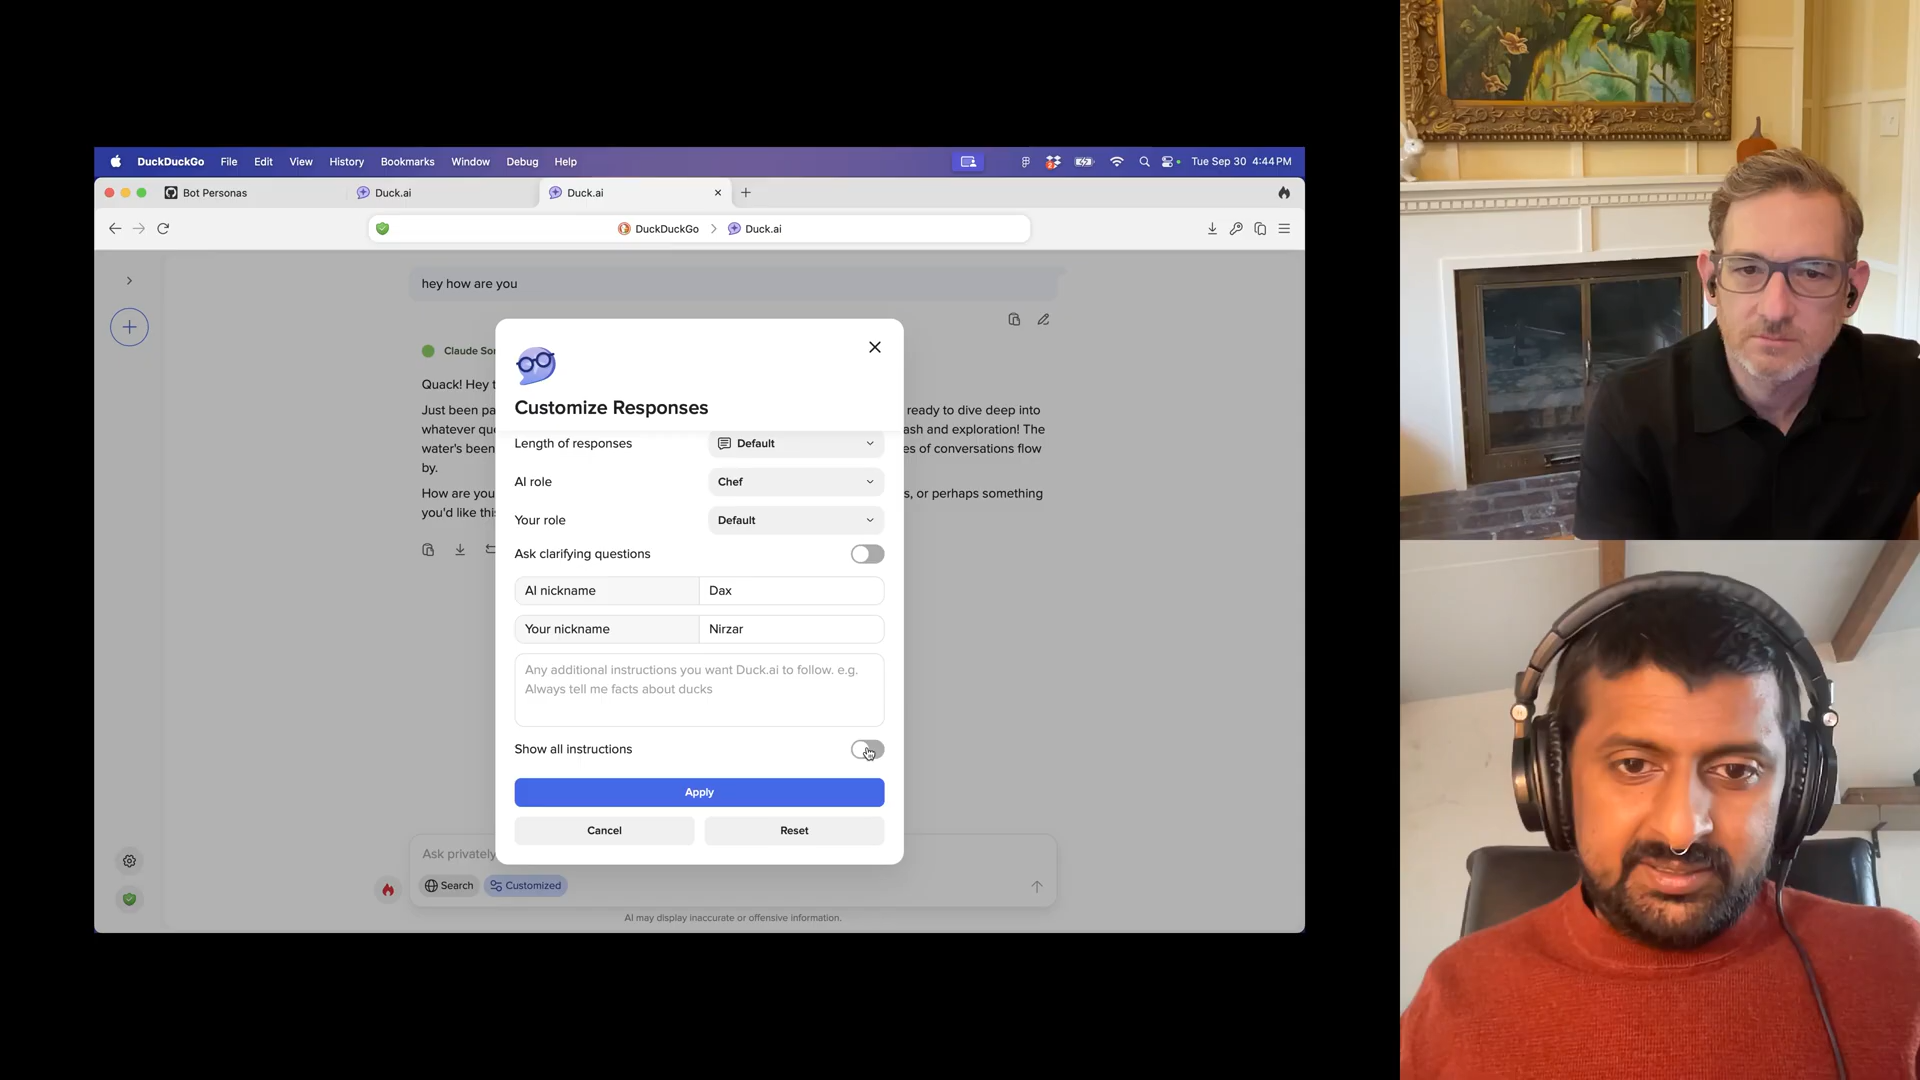 DuckDuckGo File Edit View History Bookmarks Window Debug Help Tue Sep 30 4:44 PM
Bot Personas Duck.ai Duck.ai
DuckDuckGo Duck.ai
hey how are you
Claude So
Quack! Hey t
Just been pa ready to dive deep into
whatever que ash and exploration! The
water's been es of conversations flow
by.
How are you s, or perhaps something
you'd like this
Customize Responses
Length of responses Default
AI role Chef
Your role Default
Ask clarifying questions
AI nickname Dax
Your nickname Nirzar
Any additional instructions you want Duck.ai to follow. e.g.
Always tell me facts about ducks
Show all instructions
Apply
Cancel Reset
Ask privately
Search Customized
AI may display inaccurate or offensive information.